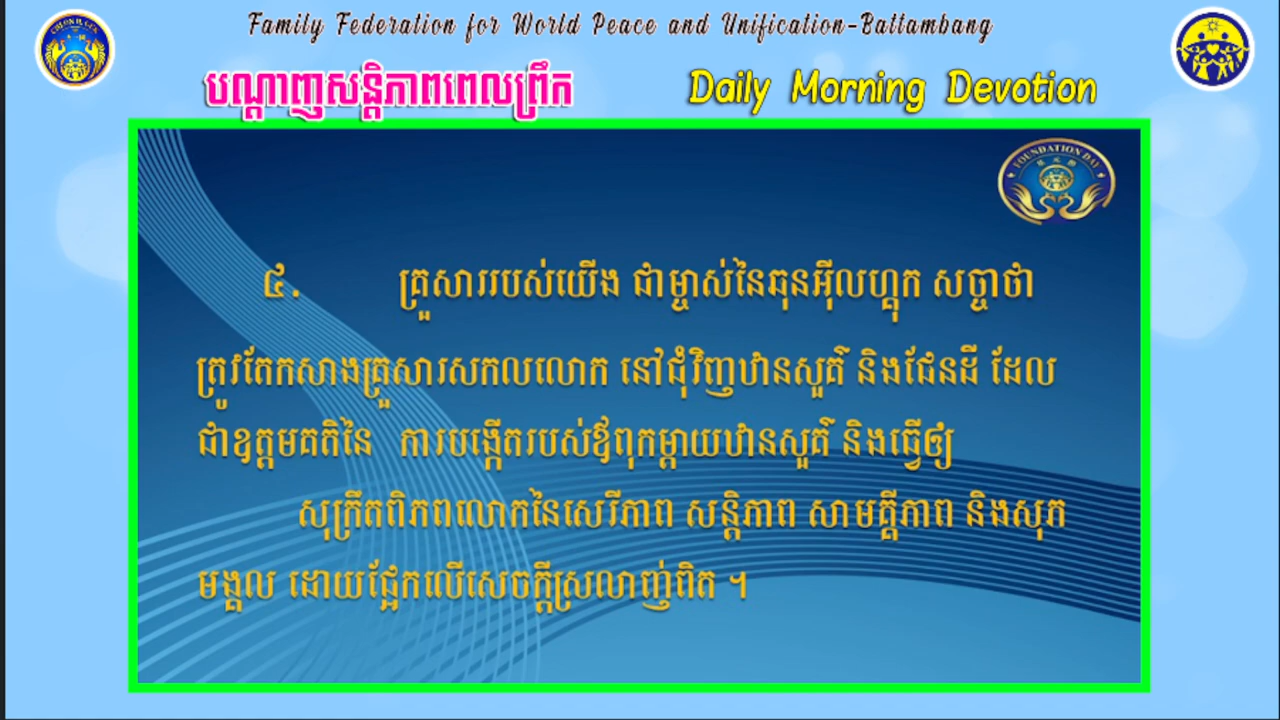 Family Federation for World Peace and Unification-Battambang
បណ្ដាញសន្តិភាពពេលព្រឹក
Daily Morning Devotion
FOUNDATION DAY
៤. គ្រួសាររបស់យើង ជាម្ចាស់នៃឆុនអ៊ីលហ្គុក សច្ចាថា
ត្រូវតែកសាងគ្រួសារសកលលោក នៅជុំវិញឋានសួគ៌ និងផែនដី ដែល
ជាឧត្តមគតិនៃ ការបង្កើតរបស់ឪពុកម្ដាយឋានសួគ៌ និងធ្វើឲ្យ
សុក្រឹតពិភពលោកនៃសេរីភាព សន្តិភាព សាមគ្គីភាព និងសុភ
មង្គល ដោយផ្អែកលើសេចក្ដីស្រលាញ់ពិត ។